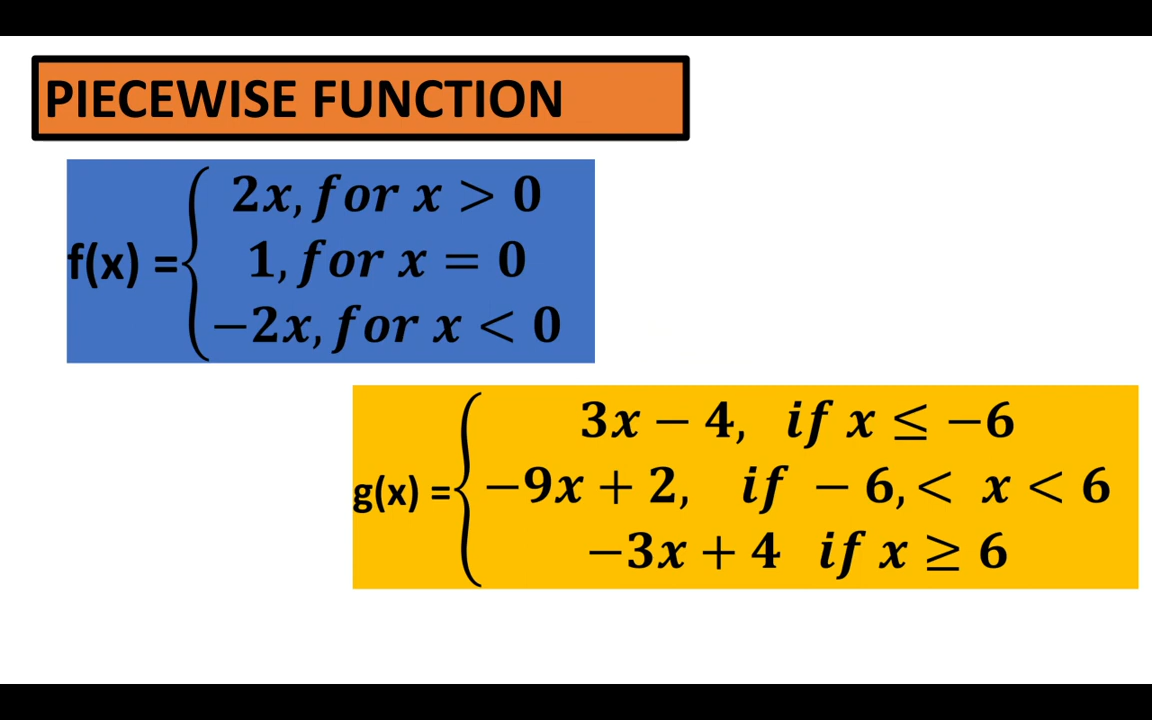 PIECEWISE FUNCTION
2x, for x > 0
f(x) = 1, for x = 0
−2x, for x < 0
3x − 4, if x ≤ −6
g(x) = −9x + 2, if − 6, < x < 6
−3x + 4 if x ≥ 6